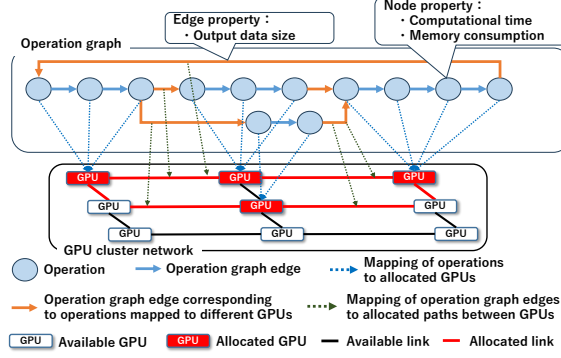 Edge property：
・Output data size
Node property：
・Computational time
・Memory consumption
Operation graph
GPU GPU GPU
GPU GPU GPU
GPU GPU GPU
GPU cluster network
Operation
Operation graph edge
Mapping of operations
to allocated GPUs
Operation graph edge corresponding
to operations mapped to different GPUs
Mapping of operation graph edges
to allocated paths between GPUs
GPU Available GPU
GPU Allocated GPU
Available link
Allocated link